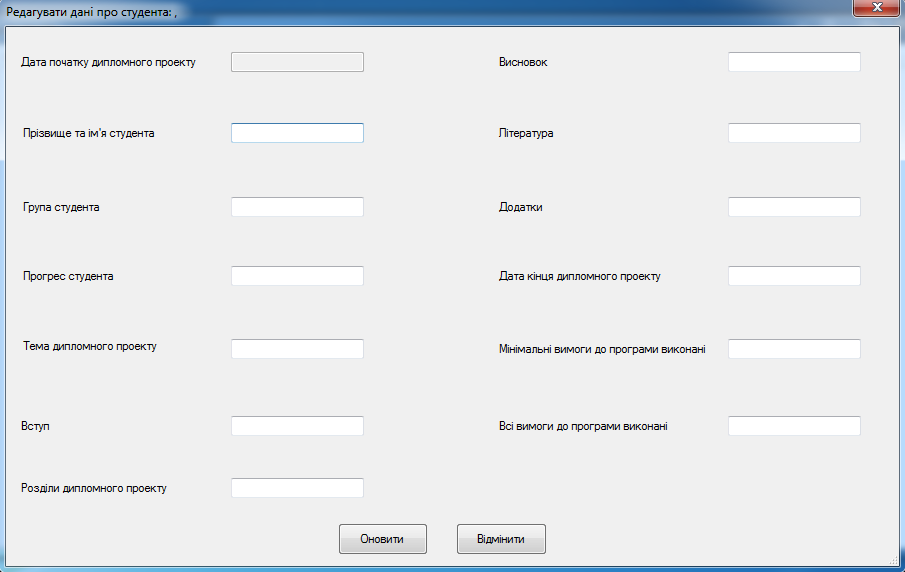 Редагувати дані про студента: ,
Дата початку дипломного проекту
Висновок
Прізвище та ім'я студента
Література
Група студента
Додатки
Прогрес студента
Дата кінця дипломного проекту
Тема дипломного проекту
Мінімальні вимоги до програми виконані
Вступ
Всі вимоги до програми виконані
Розділи дипломного проекту
Оновити
Відмінити